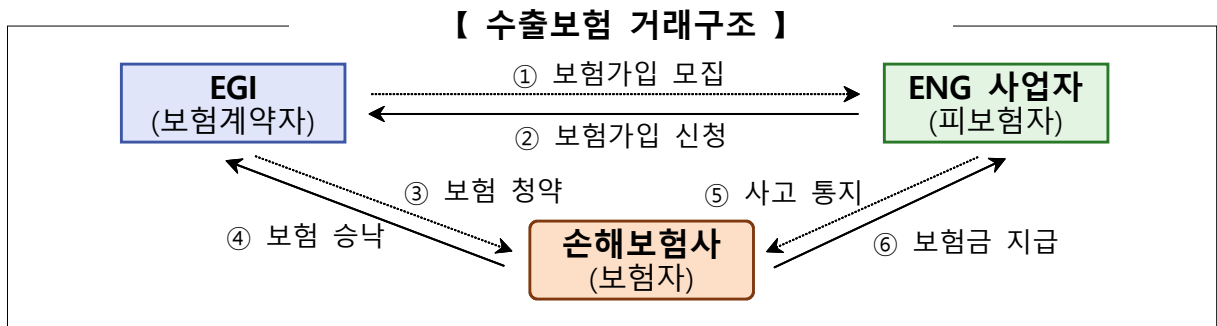 【 수출보험 거래구조 】
① 보험가입 모집
EGI
(보험계약자)
ENG 사업자
(피보험자)
② 보험가입 신청
③ 보험 청약
⑤ 사고 통지
④ 보험 승낙
손해보험사
(보험자)
⑥ 보험금 지급